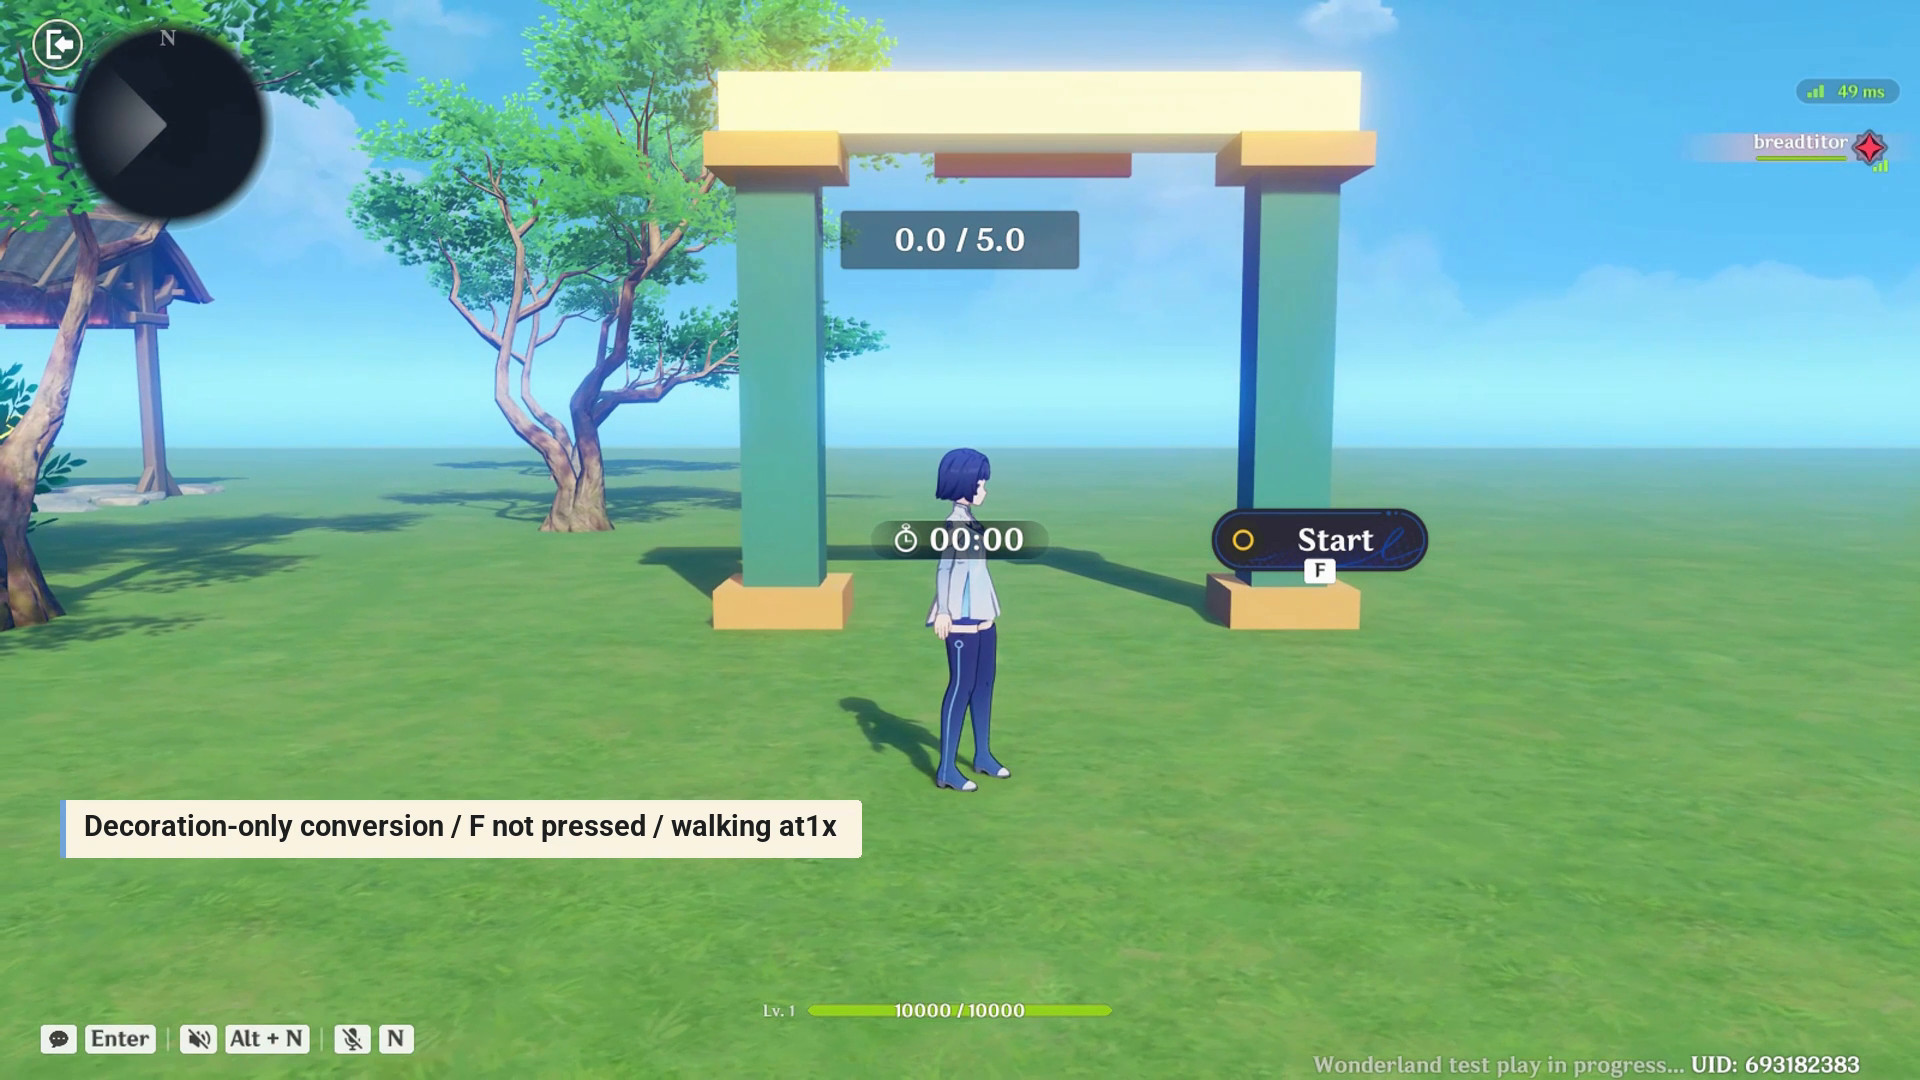 N
49 ms
breadtitor
0.0 / 5.0
00:00
Start
F
Decoration-only conversion / F not pressed / walking at1x
Lv. 1
10000 / 10000
Enter
Alt + N
N
Wonderland test play in progress... UID: 693182383